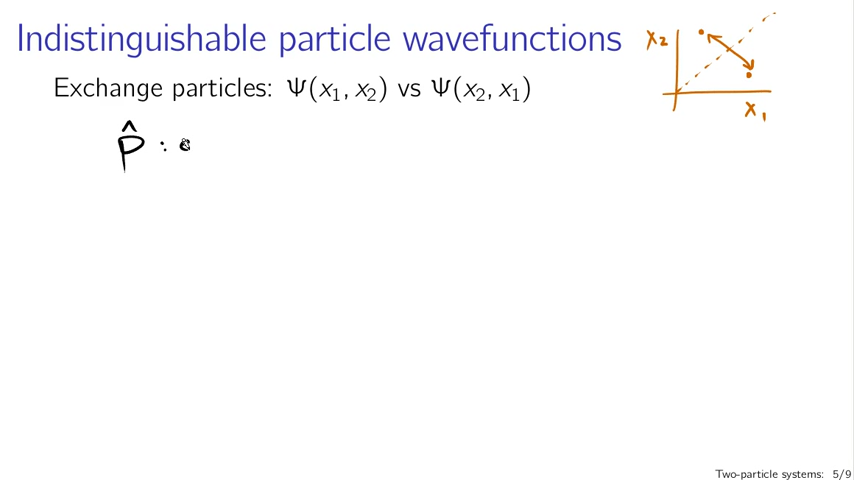 Indistinguishable particle wavefunctions
x₂
Exchange particles: Ψ(x₁, x₂) vs Ψ(x₂, x₁)
x₁
P̂ :
Two-particle systems: 5/9